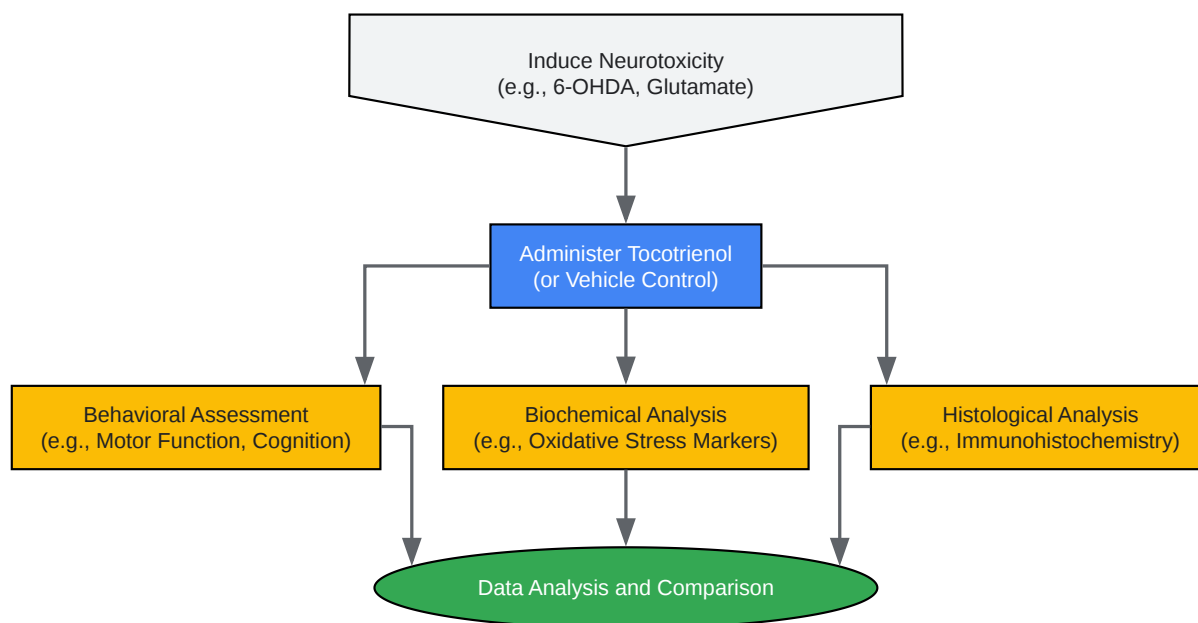 Induce Neurotoxicity
(e.g., 6-OHDA, Glutamate)
Administer Tocotrienol
(or Vehicle Control)
Behavioral Assessment
(e.g., Motor Function, Cognition)
Biochemical Analysis
(e.g., Oxidative Stress Markers)
Histological Analysis
(e.g., Immunohistochemistry)
Data Analysis and Comparison